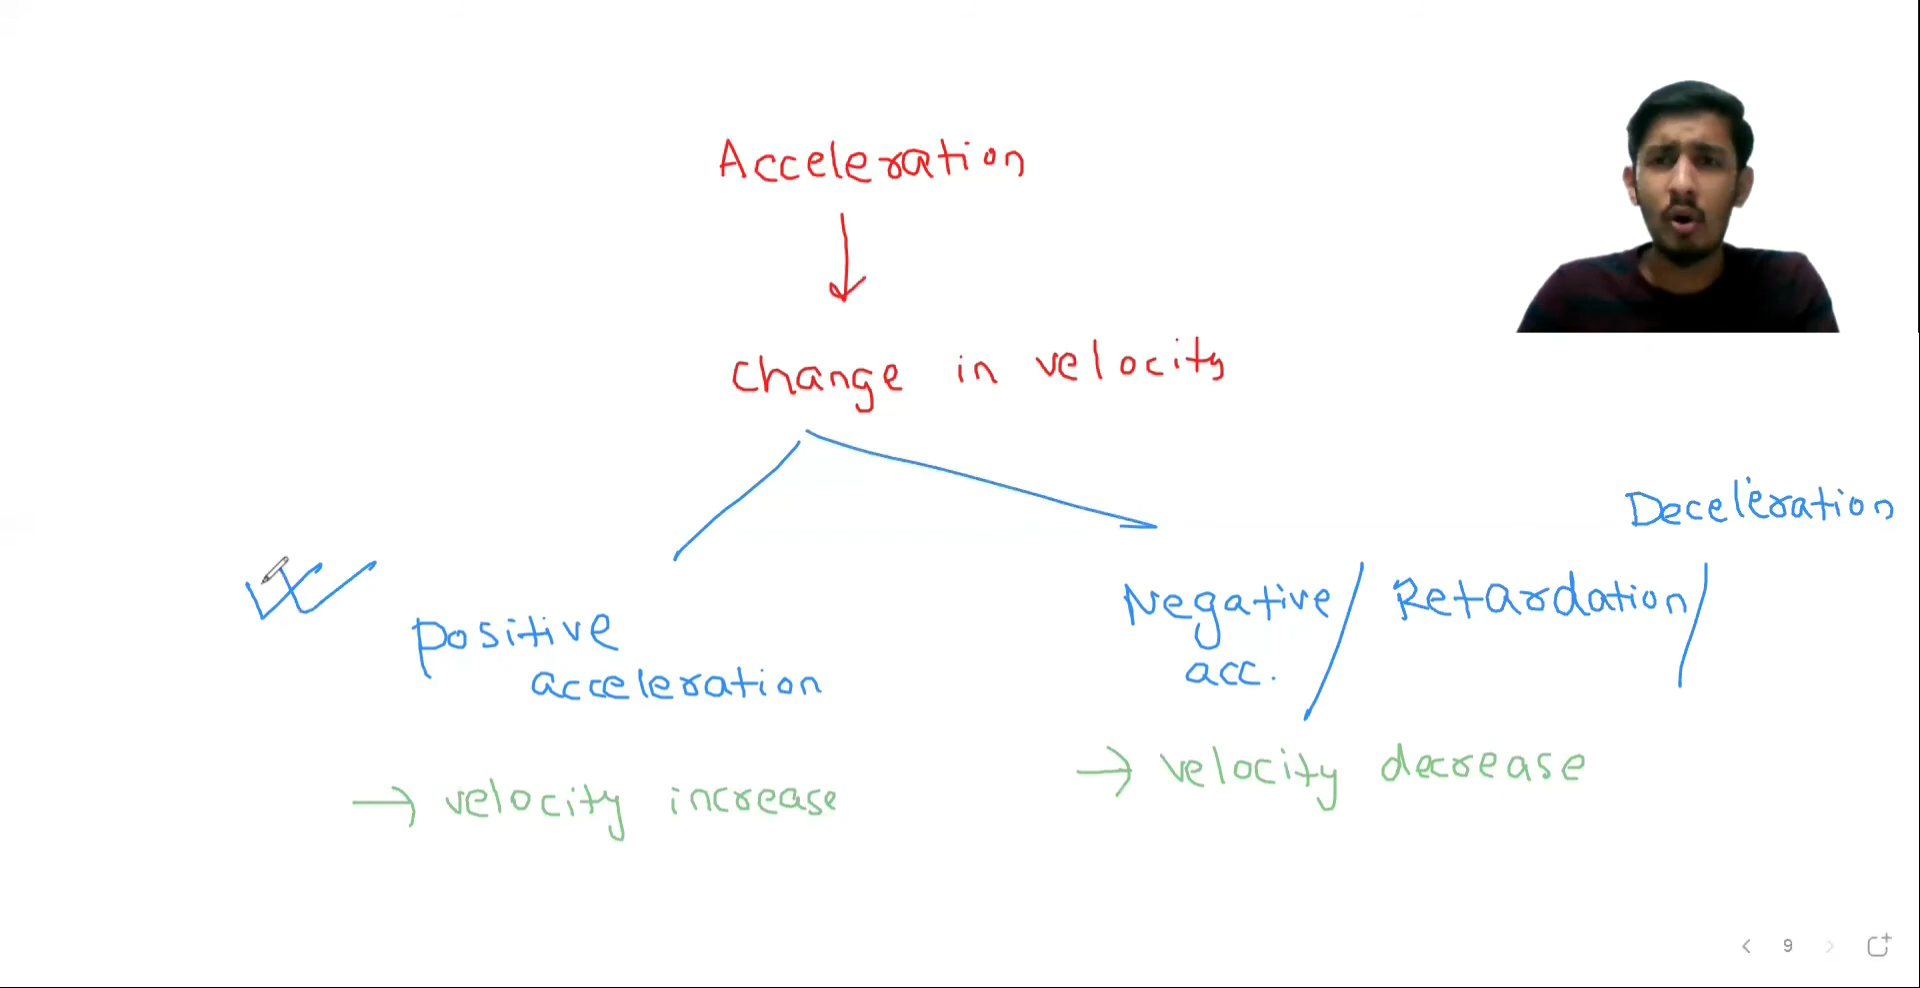 Acceleration
change in velocity
Deceleration
Negative / Retardation /
acc.
positive
acceleration
→ velocity decrease
→ velocity increase
9